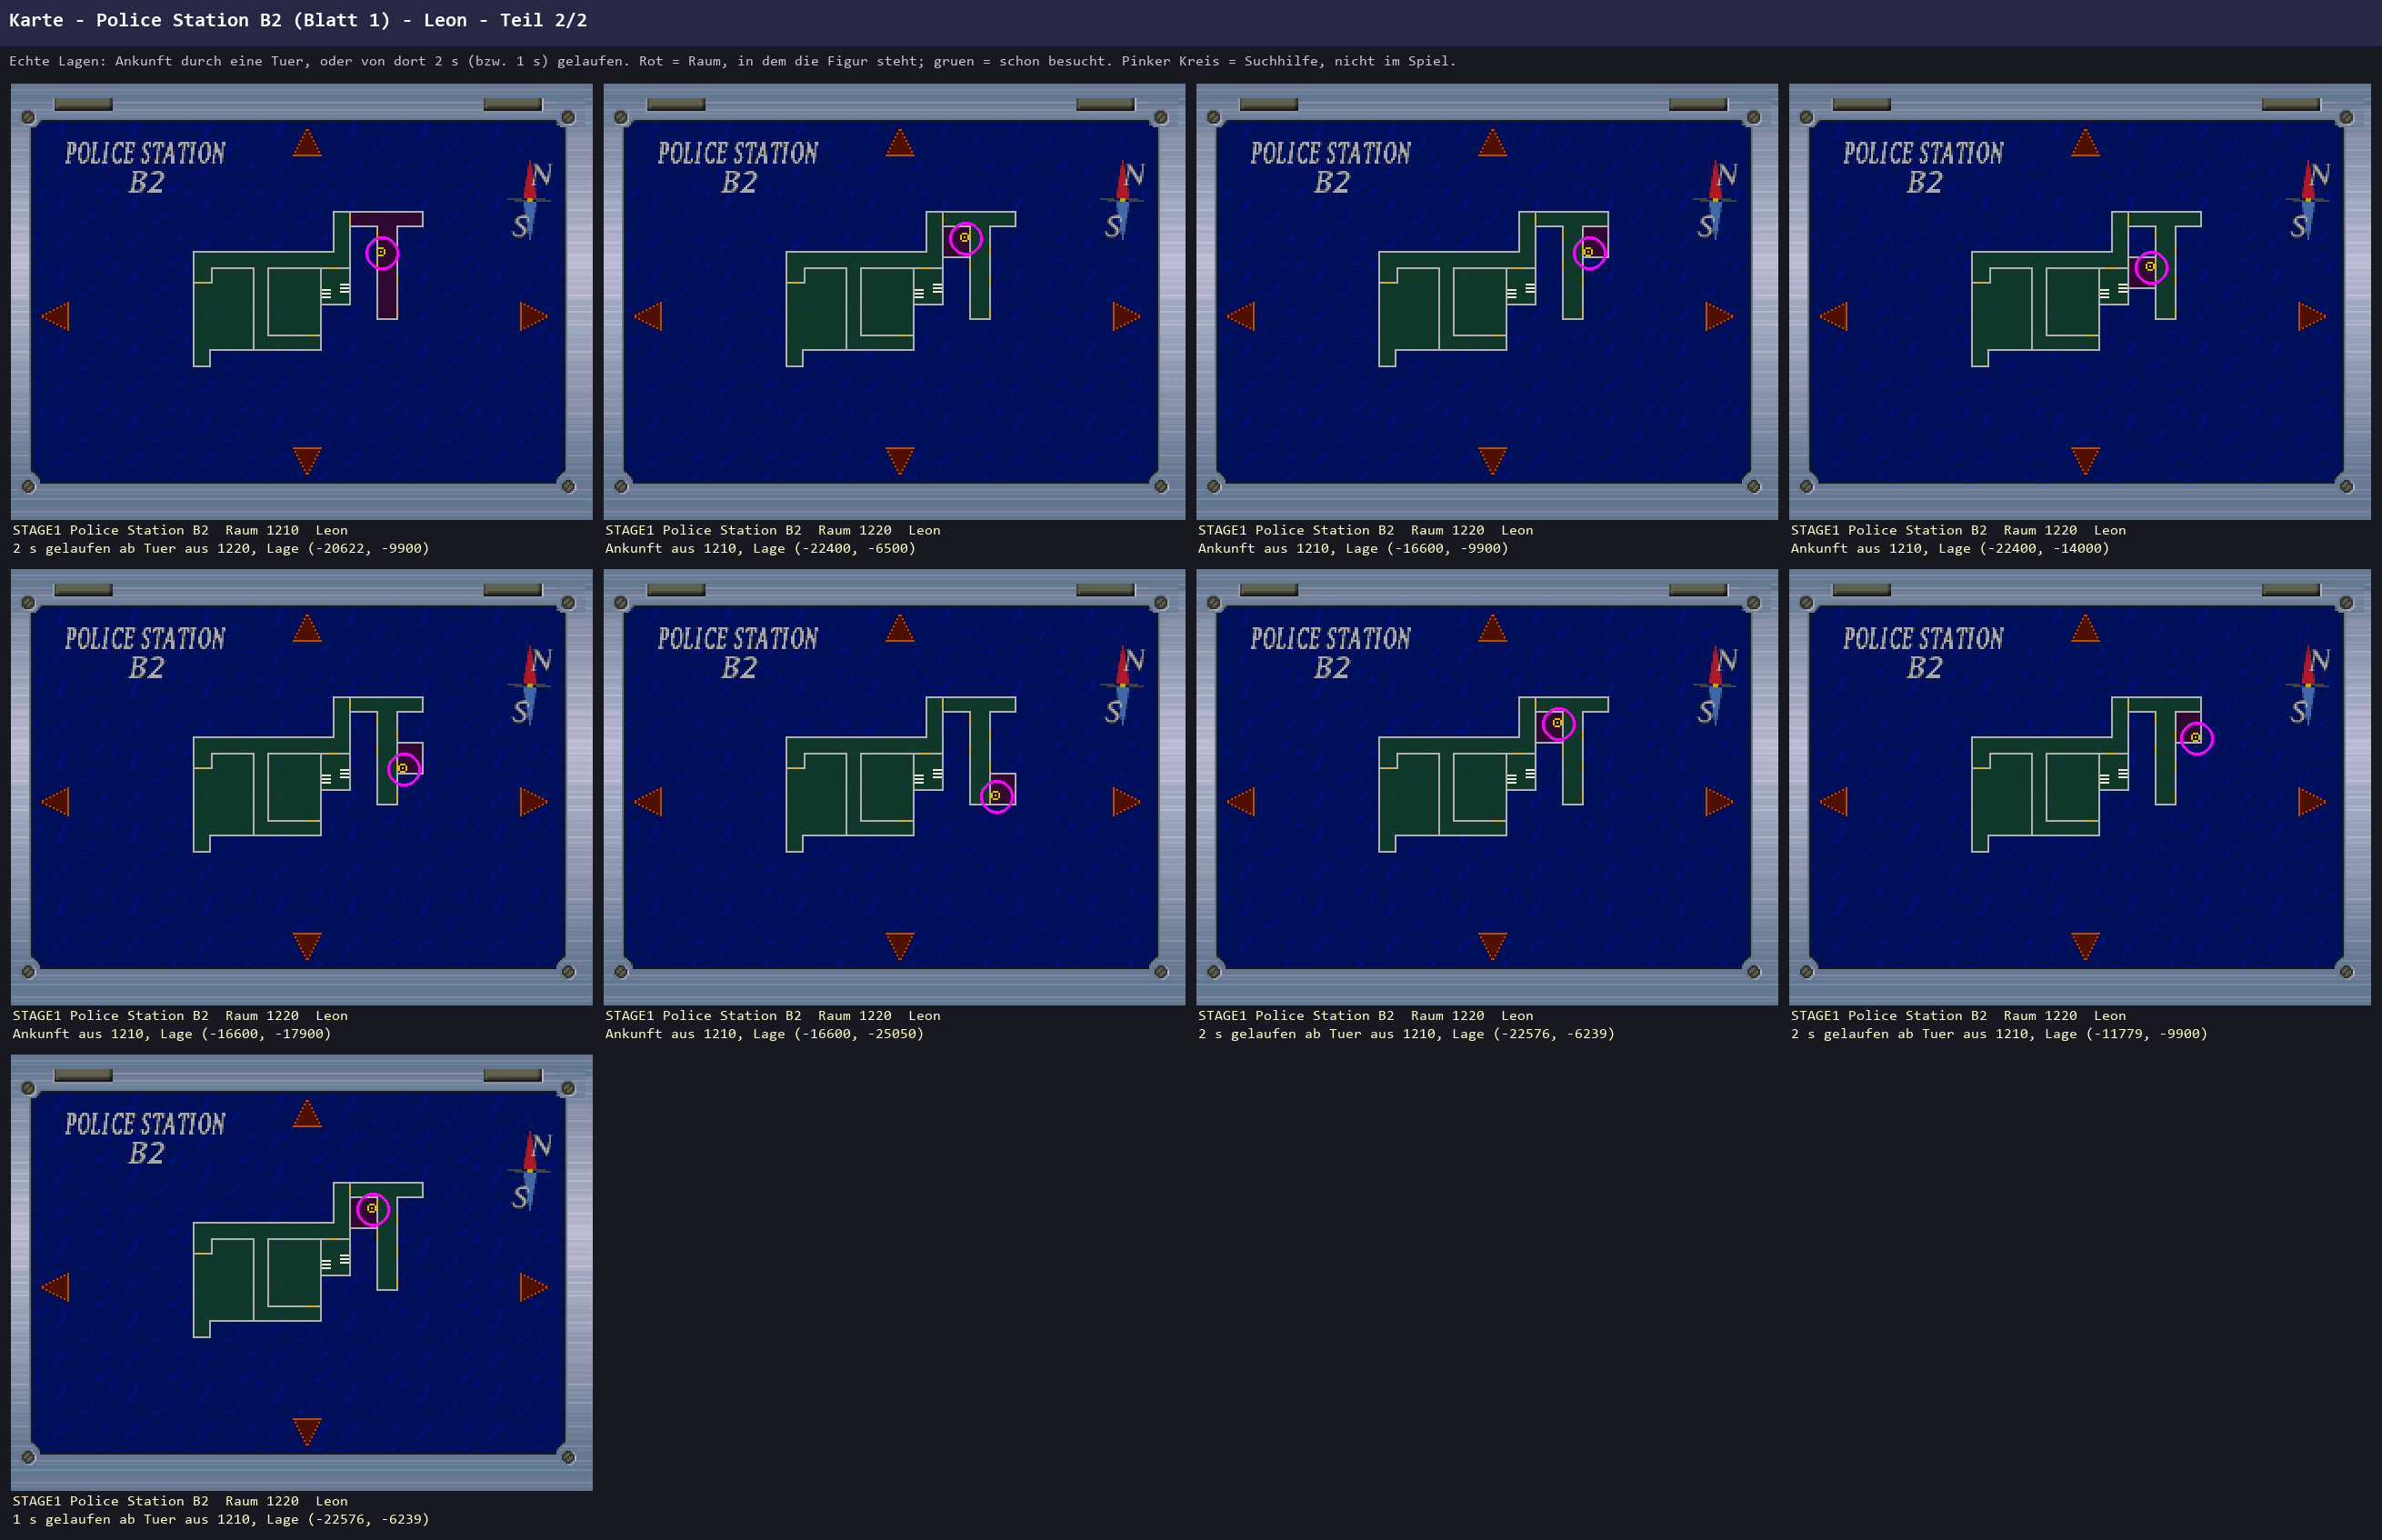 Karte - Police Station B2 (Blatt 1) - Leon - Teil 2/2
Echte Lagen: Ankunft durch eine Tuer, oder von dort 2 s (bzw. 1 s) gelaufen. Rot = Raum, in dem die Figur steht; gruen = schon besucht. Pinker Kreis = Suchhilfe, nicht im Spiel.
POLICE STATION
B2
N
S
STAGE1 Police Station B2 Raum 1210 Leon
2 s gelaufen ab Tuer aus 1220, Lage (-20622, -9900)
POLICE STATION
B2
N
S
STAGE1 Police Station B2 Raum 1220 Leon
Ankunft aus 1210, Lage (-22400, -6500)
POLICE STATION
B2
N
S
STAGE1 Police Station B2 Raum 1220 Leon
Ankunft aus 1210, Lage (-16600, -9900)
POLICE STATION
B2
N
S
STAGE1 Police Station B2 Raum 1220 Leon
Ankunft aus 1210, Lage (-22400, -14000)
POLICE STATION
B2
N
S
STAGE1 Police Station B2 Raum 1220 Leon
Ankunft aus 1210, Lage (-16600, -17900)
POLICE STATION
B2
N
S
STAGE1 Police Station B2 Raum 1220 Leon
Ankunft aus 1210, Lage (-16600, -25050)
POLICE STATION
B2
N
S
STAGE1 Police Station B2 Raum 1220 Leon
2 s gelaufen ab Tuer aus 1210, Lage (-22576, -6239)
POLICE STATION
B2
N
S
STAGE1 Police Station B2 Raum 1220 Leon
2 s gelaufen ab Tuer aus 1210, Lage (-11779, -9900)
POLICE STATION
B2
N
S
STAGE1 Police Station B2 Raum 1220 Leon
1 s gelaufen ab Tuer aus 1210, Lage (-22576, -6239)